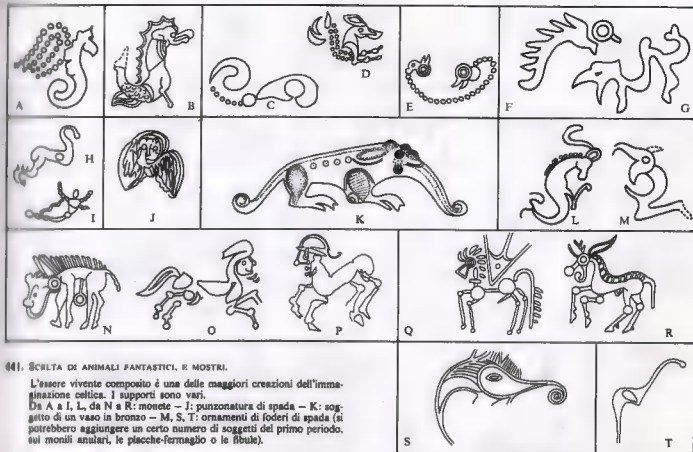 A B C D E F G
H I J K L M
N O P Q R
S T
441. SCELTA DI ANIMALI FANTASTICI, E MOSTRI.
L'essere vivente composito è una delle maggiori creazioni dell'imma-
ginazione celtica. I supporti sono vari.
Da A a I, L, da N a R: monete – J: punzonatura di spada – K: sog-
getto di un vaso in bronzo – M, S, T: ornamenti di foderi di spada (si
potrebbero aggiungere un certo numero di soggetti del primo periodo,
sui monili anulari, le placche-fermaglio o le fibule).